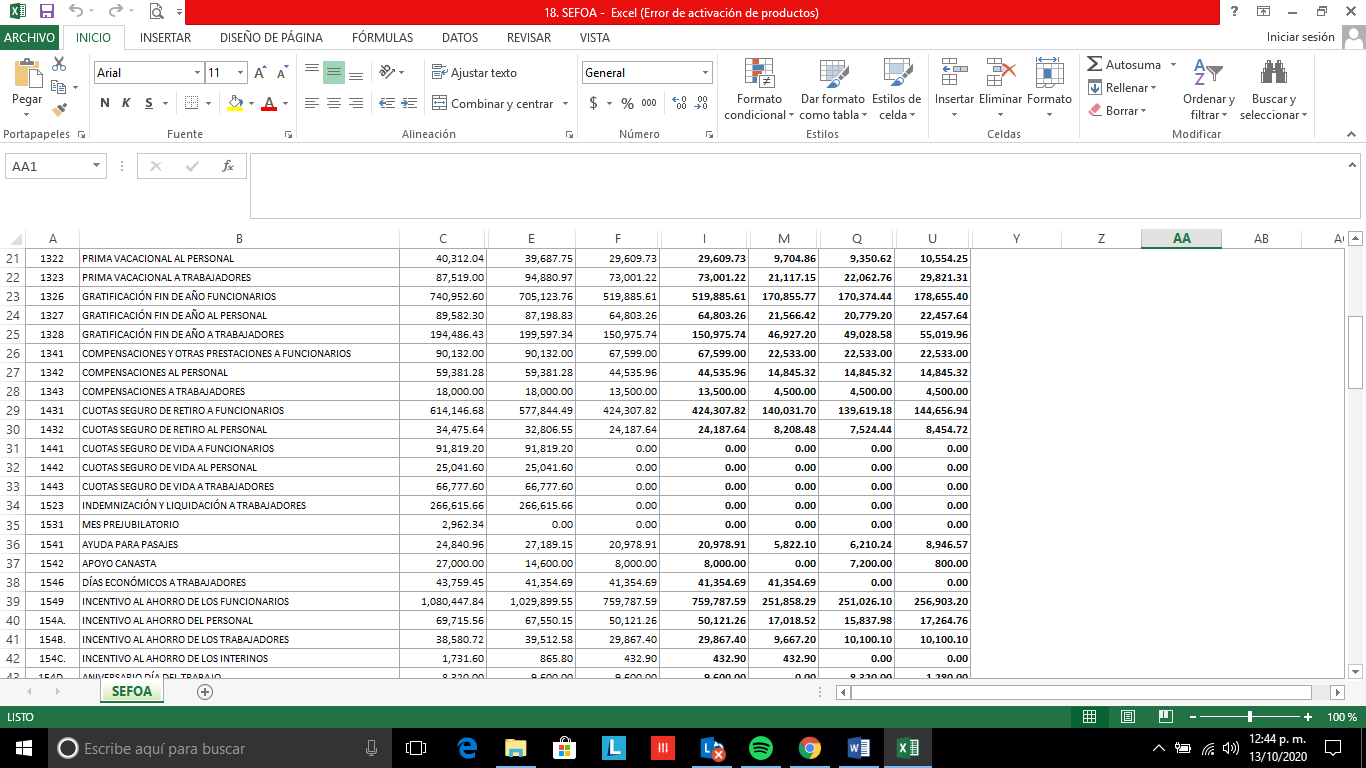 18. SEFOA - Excel (Error de activación de productos)
ARCHIVO INICIO INSERTAR DISEÑO DE PÁGINA FÓRMULAS DATOS REVISAR VISTA Iniciar sesión
Pegar
Portapapeles
Arial 11
N K S
Fuente
Ajustar texto
Combinar y centrar
Alineación
General
$ % 000
Número
Formato condicional
Dar formato como tabla
Estilos de celda
Estilos
Insertar Eliminar Formato
Celdas
Autosuma
Rellenar
Borrar
Ordenar y filtrar
Buscar y seleccionar
Modificar
AA1 fx
A B C E F I M Q U Y Z AA AB
21 1322 PRIMA VACACIONAL AL PERSONAL 40,312.04 39,687.75 29,609.73 29,609.73 9,704.86 9,350.62 10,554.25
22 1323 PRIMA VACACIONAL A TRABAJADORES 87,519.00 94,880.97 73,001.22 73,001.22 21,117.15 22,062.76 29,821.31
23 1326 GRATIFICACIÓN FIN DE AÑO FUNCIONARIOS 740,952.60 705,123.76 519,885.61 519,885.61 170,855.77 170,374.44 178,655.40
24 1327 GRATIFICACIÓN FIN DE AÑO AL PERSONAL 89,582.30 87,198.83 64,803.26 64,803.26 21,566.42 20,779.20 22,457.64
25 1328 GRATIFICACIÓN FIN DE AÑO A TRABAJADORES 194,486.43 199,597.34 150,975.74 150,975.74 46,927.20 49,028.58 55,019.96
26 1341 COMPENSACIONES Y OTRAS PRESTACIONES A FUNCIONARIOS 90,132.00 90,132.00 67,599.00 67,599.00 22,533.00 22,533.00 22,533.00
27 1342 COMPENSACIONES AL PERSONAL 59,381.28 59,381.28 44,535.96 44,535.96 14,845.32 14,845.32 14,845.32
28 1343 COMPENSACIONES A TRABAJADORES 18,000.00 18,000.00 13,500.00 13,500.00 4,500.00 4,500.00 4,500.00
29 1431 CUOTAS SEGURO DE RETIRO A FUNCIONARIOS 614,146.68 577,844.49 424,307.82 424,307.82 140,031.70 139,619.18 144,656.94
30 1432 CUOTAS SEGURO DE RETIRO AL PERSONAL 34,475.64 32,806.55 24,187.64 24,187.64 8,208.48 7,524.44 8,454.72
31 1441 CUOTAS SEGURO DE VIDA A FUNCIONARIOS 91,819.20 91,819.20 0.00 0.00 0.00 0.00 0.00
32 1442 CUOTAS SEGURO DE VIDA AL PERSONAL 25,041.60 25,041.60 0.00 0.00 0.00 0.00 0.00
33 1443 CUOTAS SEGURO DE VIDA A TRABAJADORES 66,777.60 66,777.60 0.00 0.00 0.00 0.00 0.00
34 1523 INDEMNIZACIÓN Y LIQUIDACIÓN A TRABAJADORES 266,615.66 266,615.66 0.00 0.00 0.00 0.00 0.00
35 1531 MES PREJUBILATORIO 2,962.34 0.00 0.00 0.00 0.00 0.00 0.00
36 1541 AYUDA PARA PASAJES 24,840.96 27,189.15 20,978.91 20,978.91 5,822.10 6,210.24 8,946.57
37 1542 APOYO CANASTA 27,000.00 14,600.00 8,000.00 8,000.00 0.00 7,200.00 800.00
38 1546 DÍAS ECONÓMICOS A TRABAJADORES 43,759.45 41,354.69 41,354.69 41,354.69 41,354.69 0.00 0.00
39 1549 INCENTIVO AL AHORRO DE LOS FUNCIONARIOS 1,080,447.84 1,029,899.55 759,787.59 759,787.59 251,858.29 251,026.10 256,903.20
40 154A. INCENTIVO AL AHORRO DEL PERSONAL 69,715.56 67,550.15 50,121.26 50,121.26 17,018.52 15,837.98 17,264.76
41 154B. INCENTIVO AL AHORRO DE LOS TRABAJADORES 38,580.72 39,512.58 29,867.40 29,867.40 9,667.20 10,100.10 10,100.10
42 154C. INCENTIVO AL AHORRO DE LOS INTERINOS 1,731.60 865.80 432.90 432.90 432.90 0.00 0.00
43 154D. ANIVERSARIO DÍA DEL TRABAJO 8,320.00 9,600.00 9,600.00 9,600.00 0.00 8,320.00 1,280.00
SEFOA
LISTO 100 %
Escribe aquí para buscar
12:44 p. m.
13/10/2020